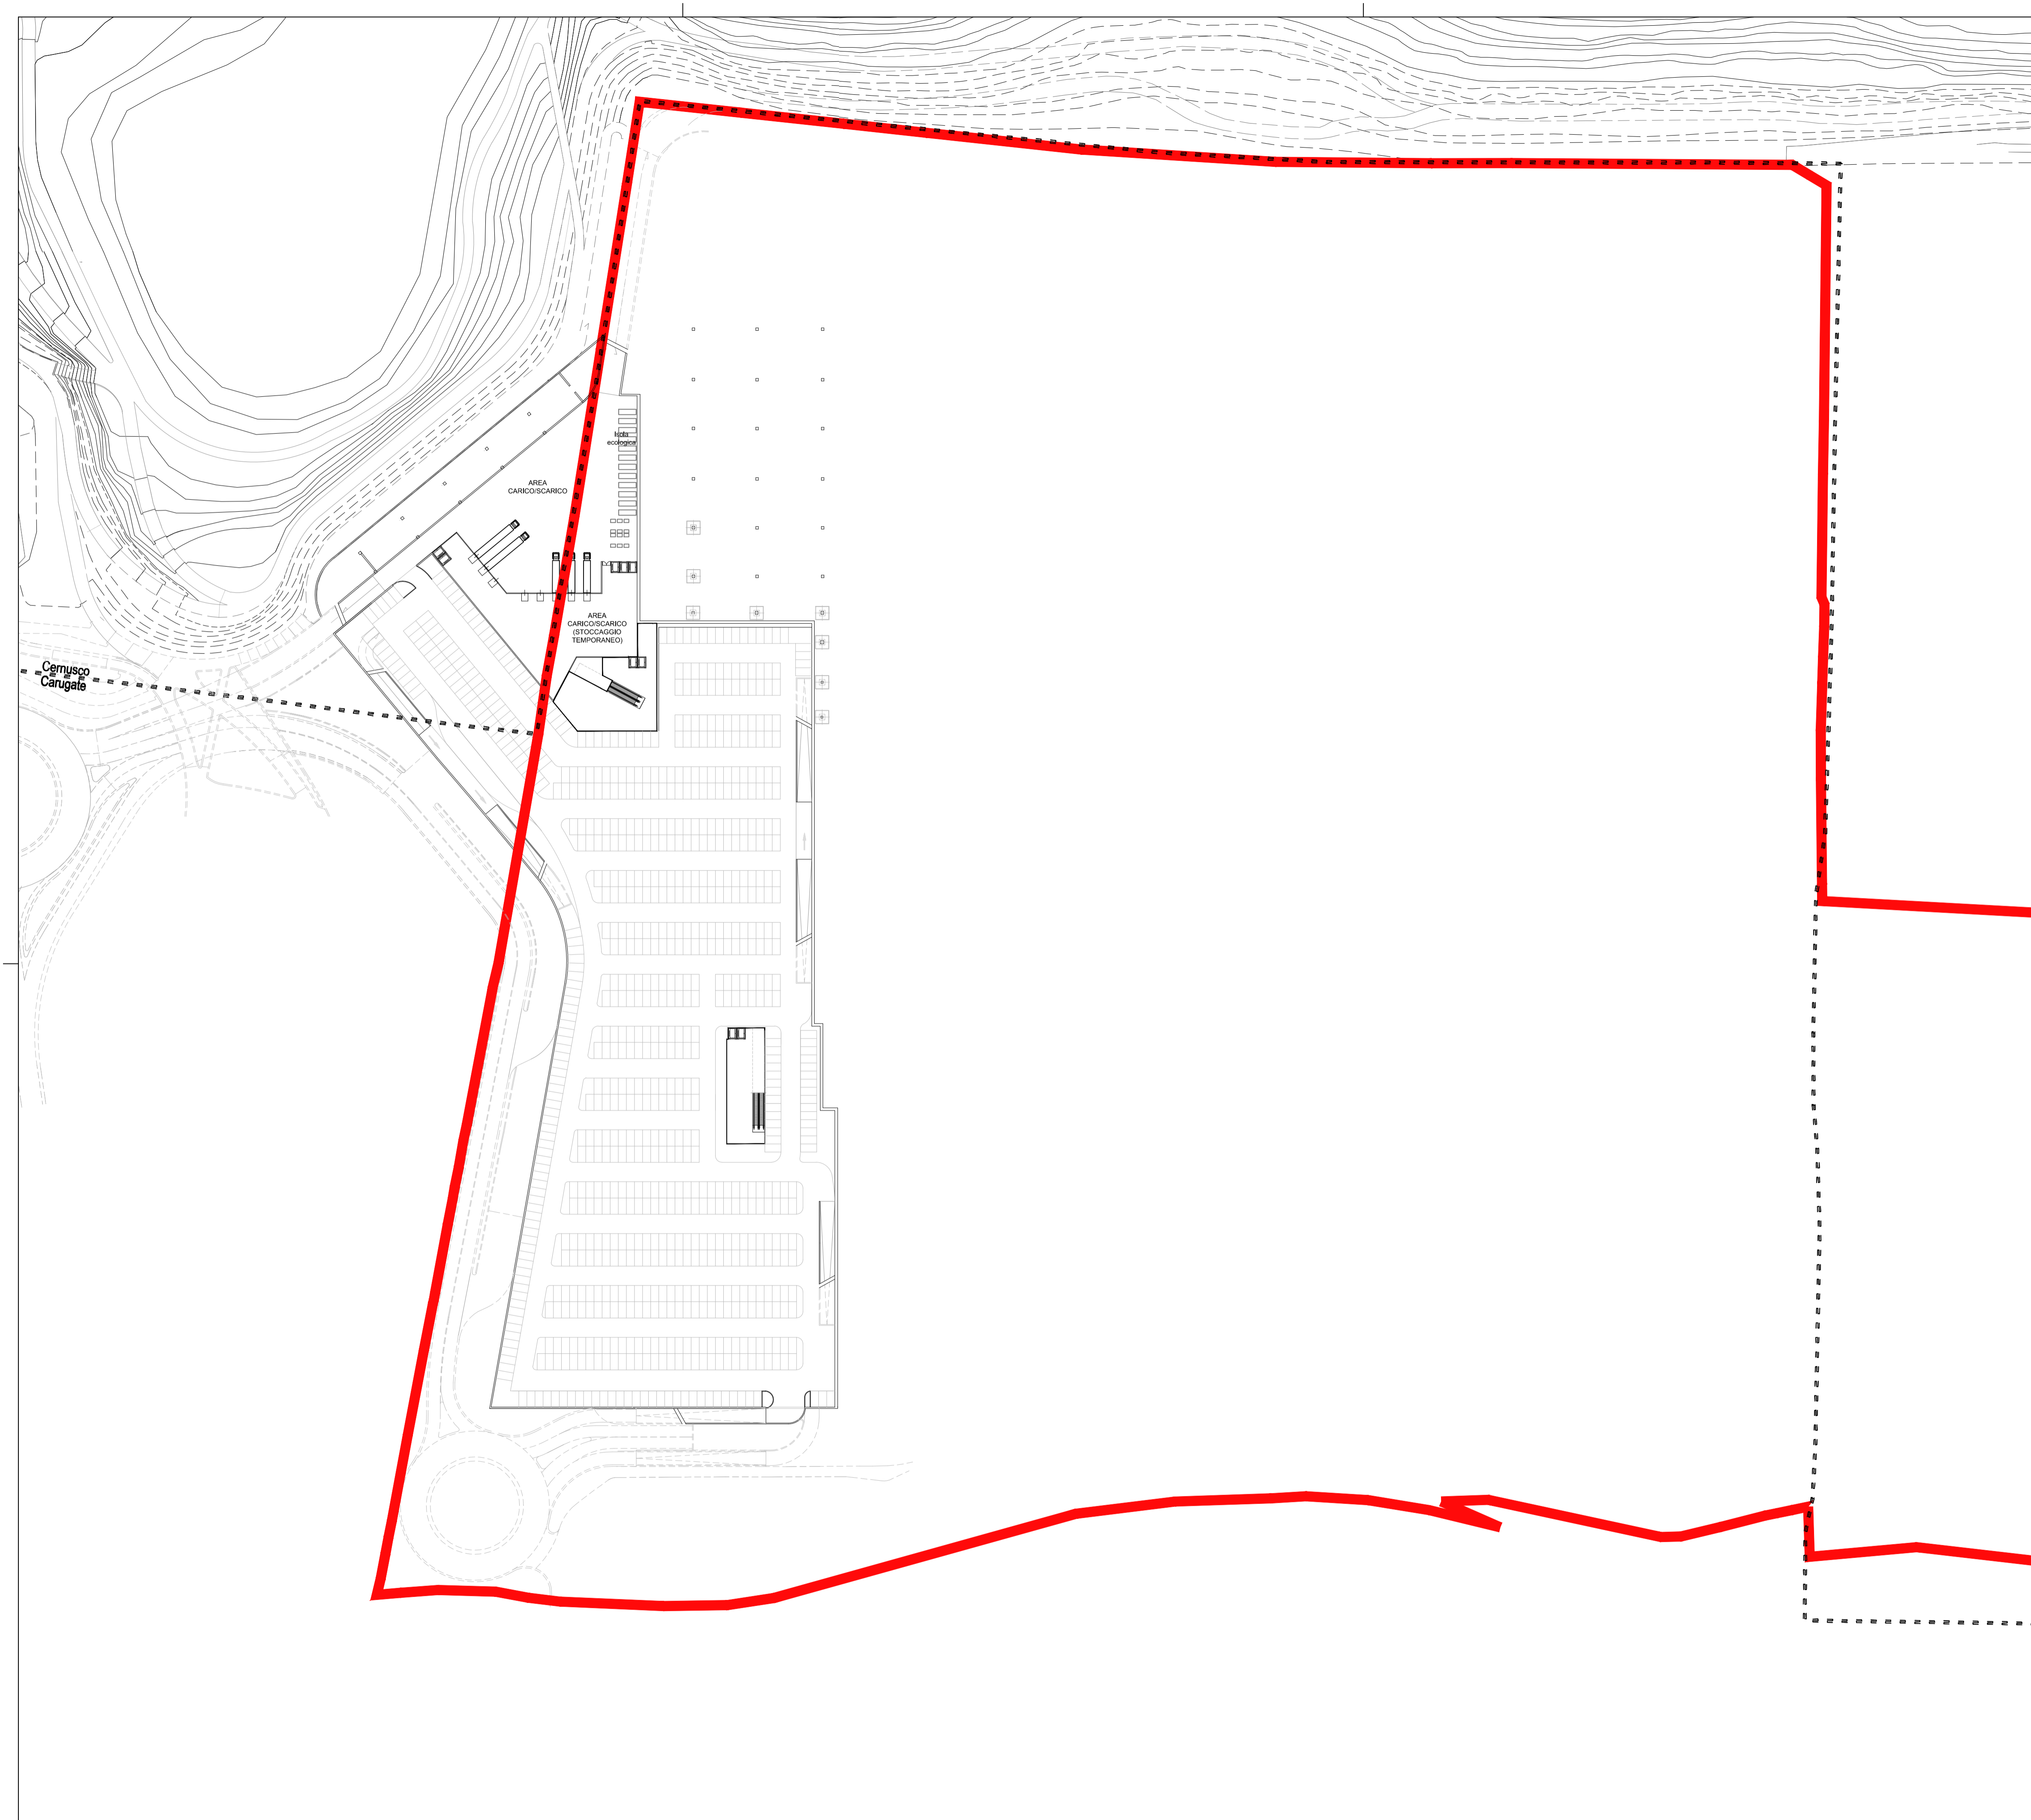 Isola
ecologica
AREA
CARICO/SCARICO
AREA
CARICO/SCARICO
(STOCCAGGIO
TEMPORANEO)
Cernusco
Carugate